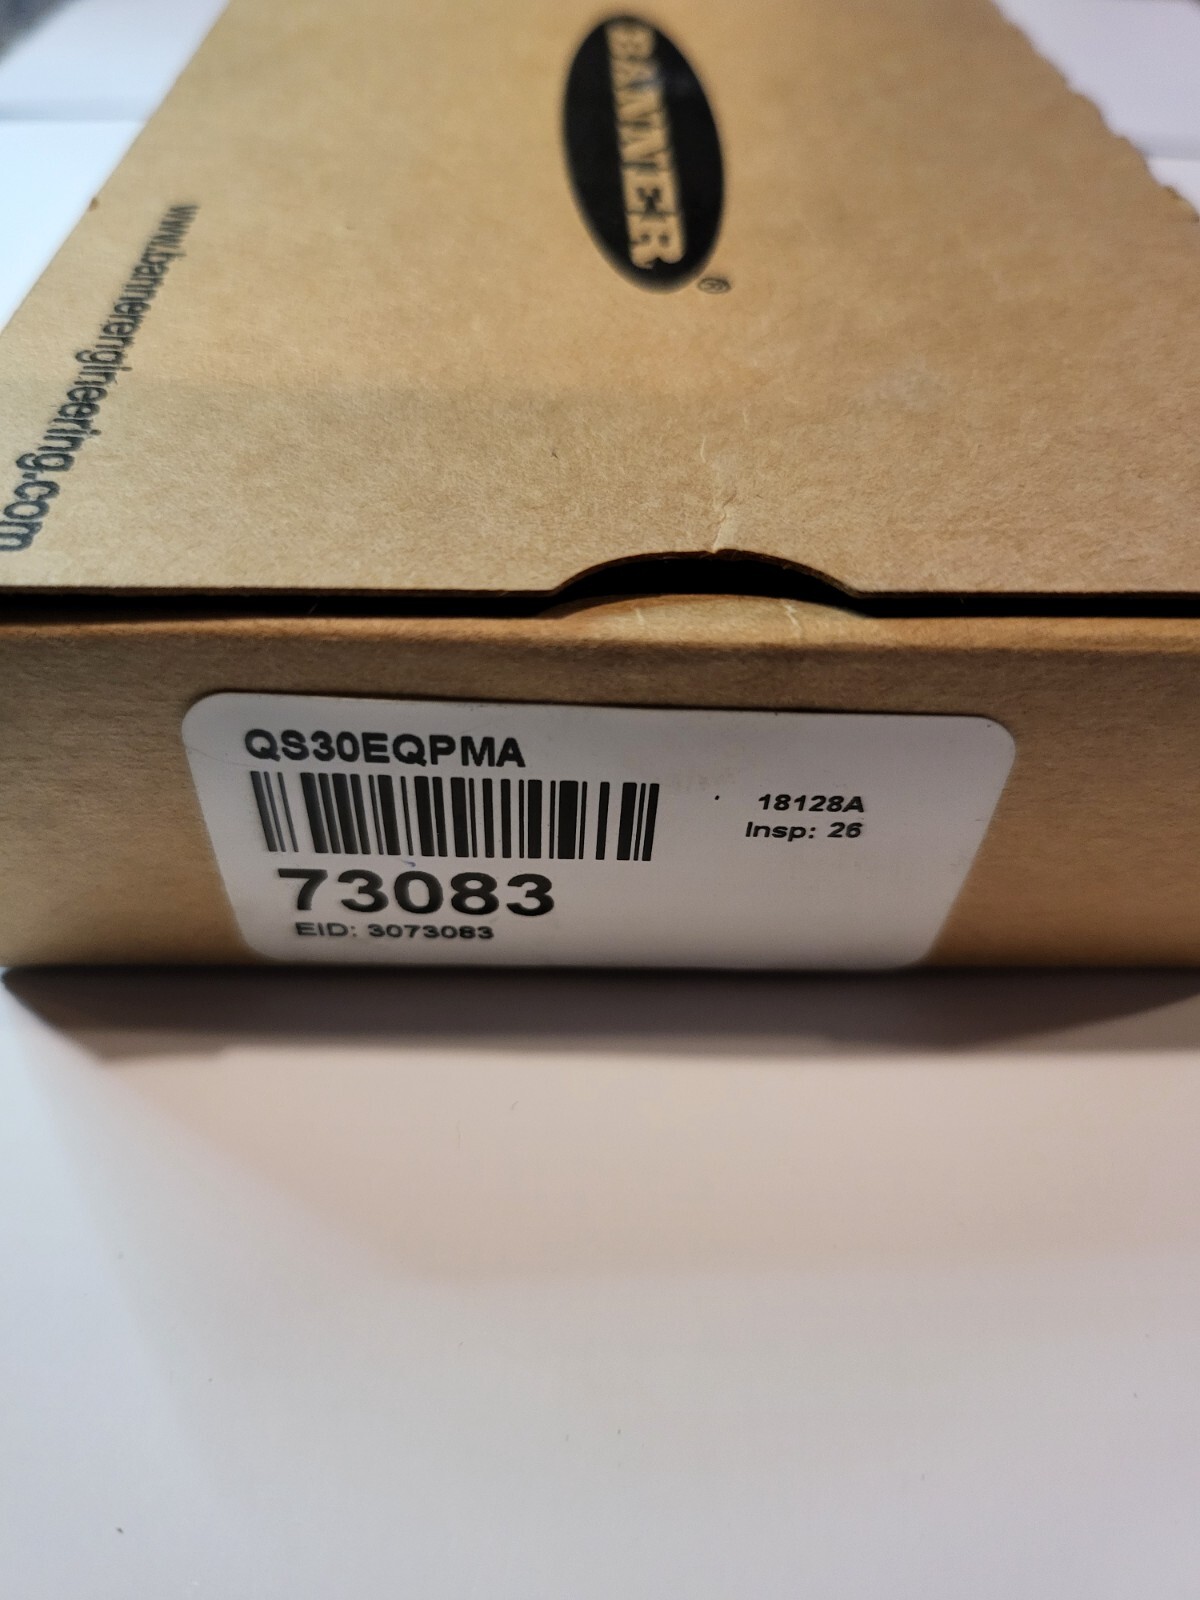 BANNER®
www.bannerengineering.com
QS30EQPMA
18128A
Insp: 26
73083
EID: 3073083